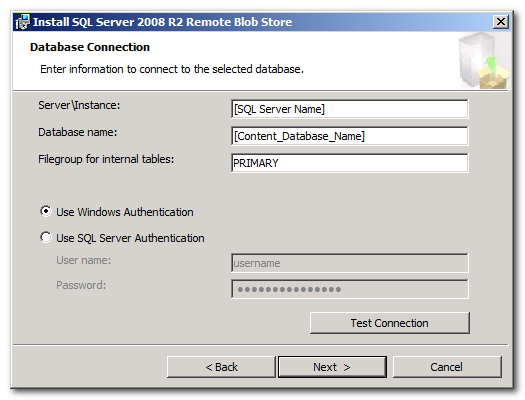 Install SQL Server 2008 R2 Remote Blob Store
Database Connection
Enter information to connect to the selected database.
Server\Instance: [SQL Server Name]
Database name: [Content_Database_Name]
Filegroup for internal tables: PRIMARY
Use Windows Authentication
Use SQL Server Authentication
User name: username
Password: ●●●●●●●●●●●●●●●
Test Connection
< Back Next > Cancel